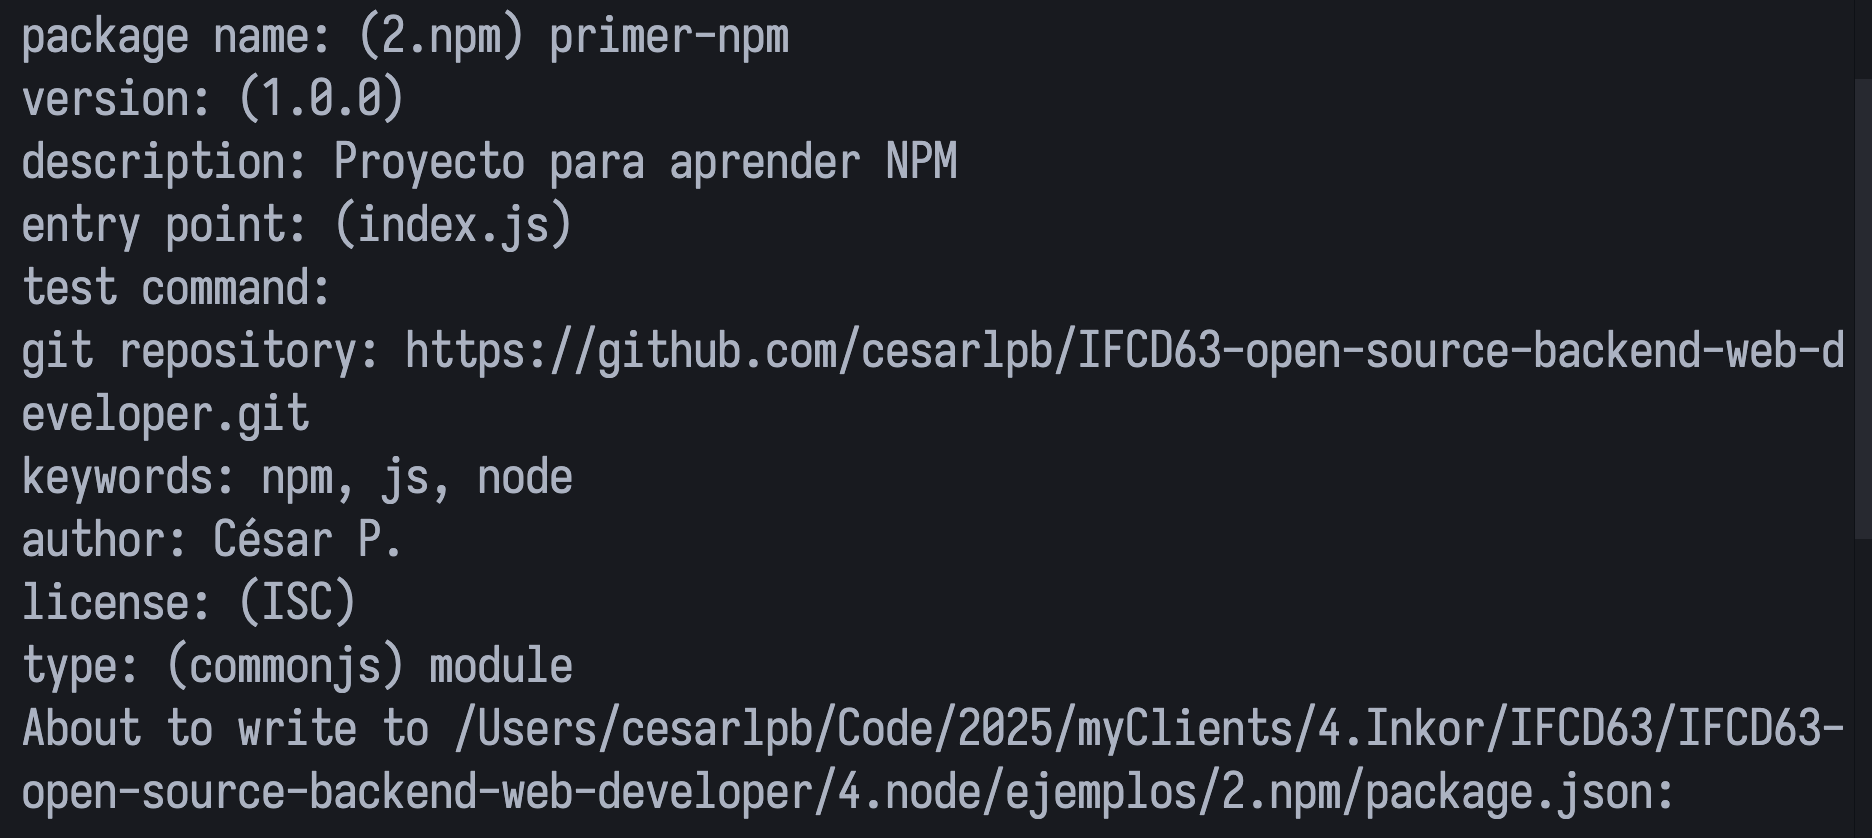 package name: (2.npm) primer-npm
version: (1.0.0)
description: Proyecto para aprender NPM
entry point: (index.js)
test command:
git repository: https://github.com/cesarlpb/IFCD63-open-source-backend-web-d
eveloper.git
keywords: npm, js, node
author: César P.
license: (ISC)
type: (commonjs) module
About to write to /Users/cesarlpb/Code/2025/myClients/4.Inkor/IFCD63/IFCD63-
open-source-backend-web-developer/4.node/ejemplos/2.npm/package.json: